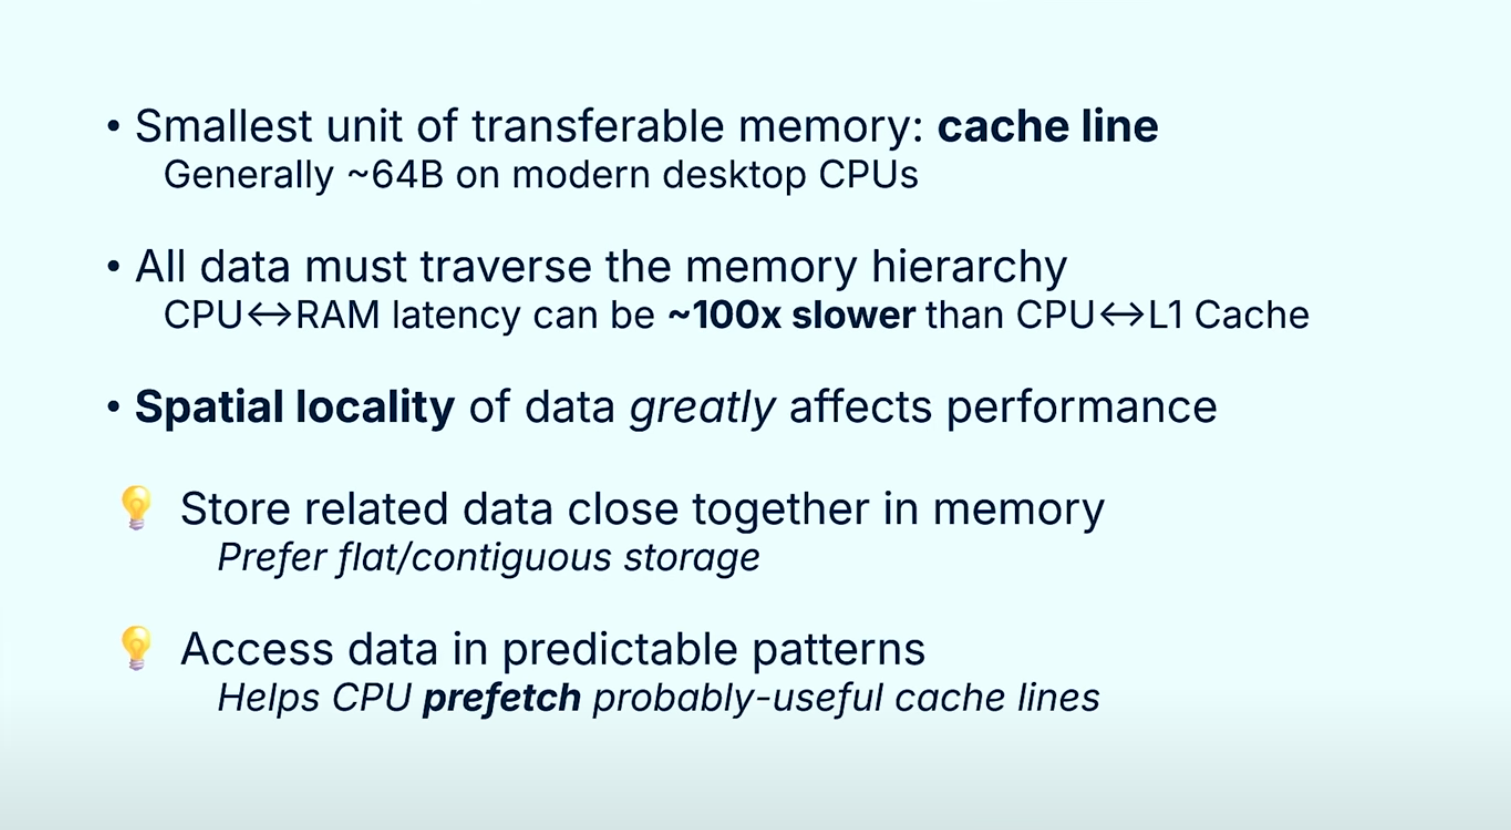 • Smallest unit of transferable memory: cache line
Generally ~64B on modern desktop CPUs
• All data must traverse the memory hierarchy
CPU↔RAM latency can be ~100x slower than CPU↔L1 Cache
• Spatial locality of data greatly affects performance
💡 Store related data close together in memory
Prefer flat/contiguous storage
💡 Access data in predictable patterns
Helps CPU prefetch probably-useful cache lines